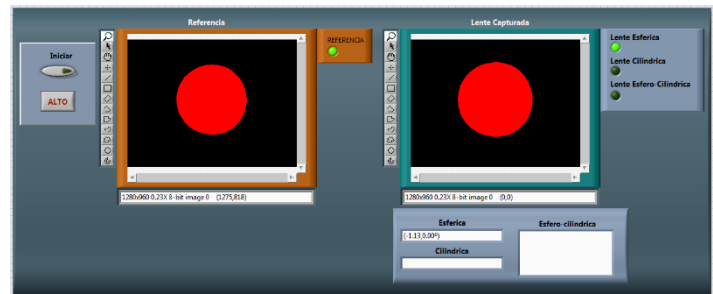 Referencia
Lente Capturada
Iniciar
ALTO
REFERENCIA
Lente Esferica
Lente Cilindrica
Lente Esfero-Cilindrica
1280x960 0.23X 8-bit image 0 (1275,818)
1280x960 0.23X 8-bit image 0 (0,0)
Esferica
(-1.13,0.00º)
Cilindrica
Esfero-cilindrica